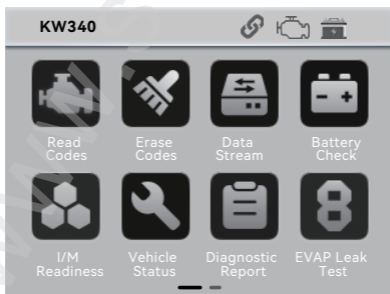 KW340
Read
Codes
Erase
Codes
Data
Stream
Battery
Check
I/M
Readiness
Vehicle
Status
Diagnostic
Report
EVAP Leak
Test